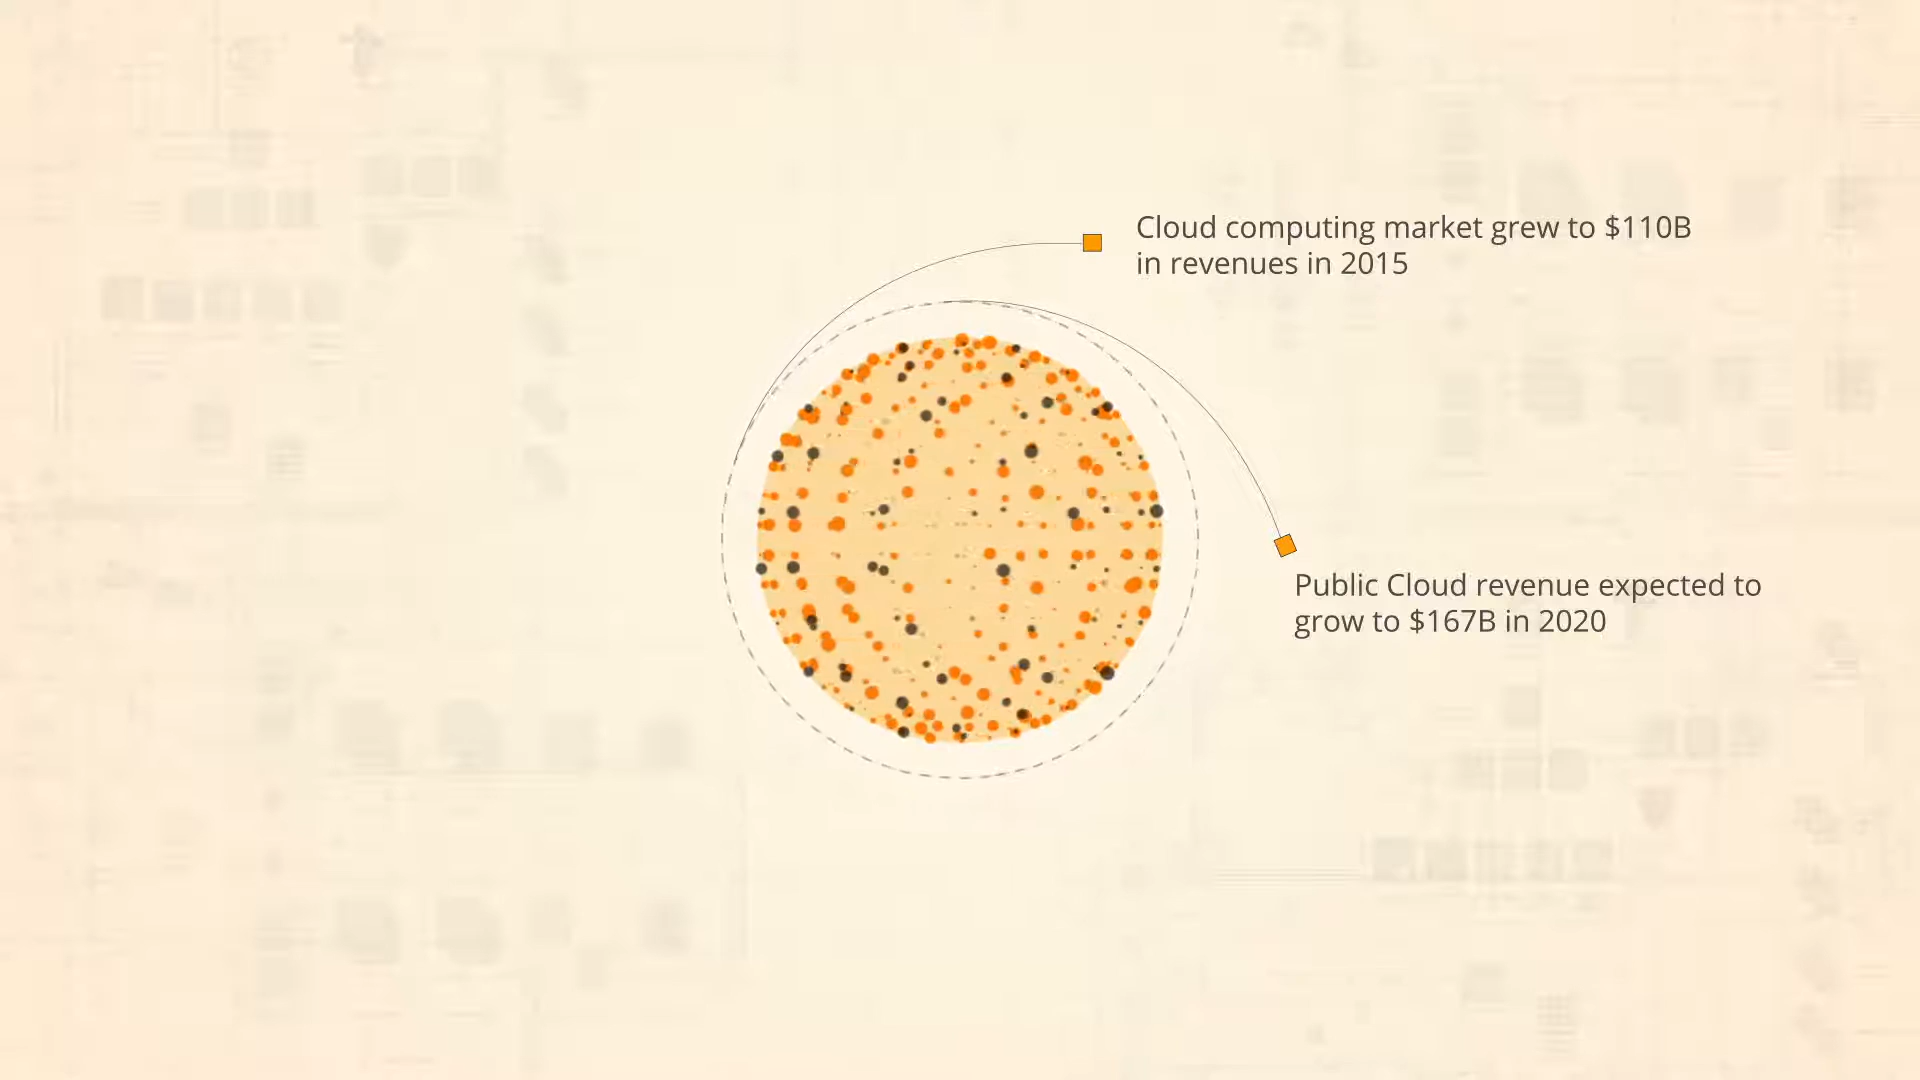 Cloud computing market grew to $110B
in revenues in 2015
Public Cloud revenue expected to
grow to $167B in 2020